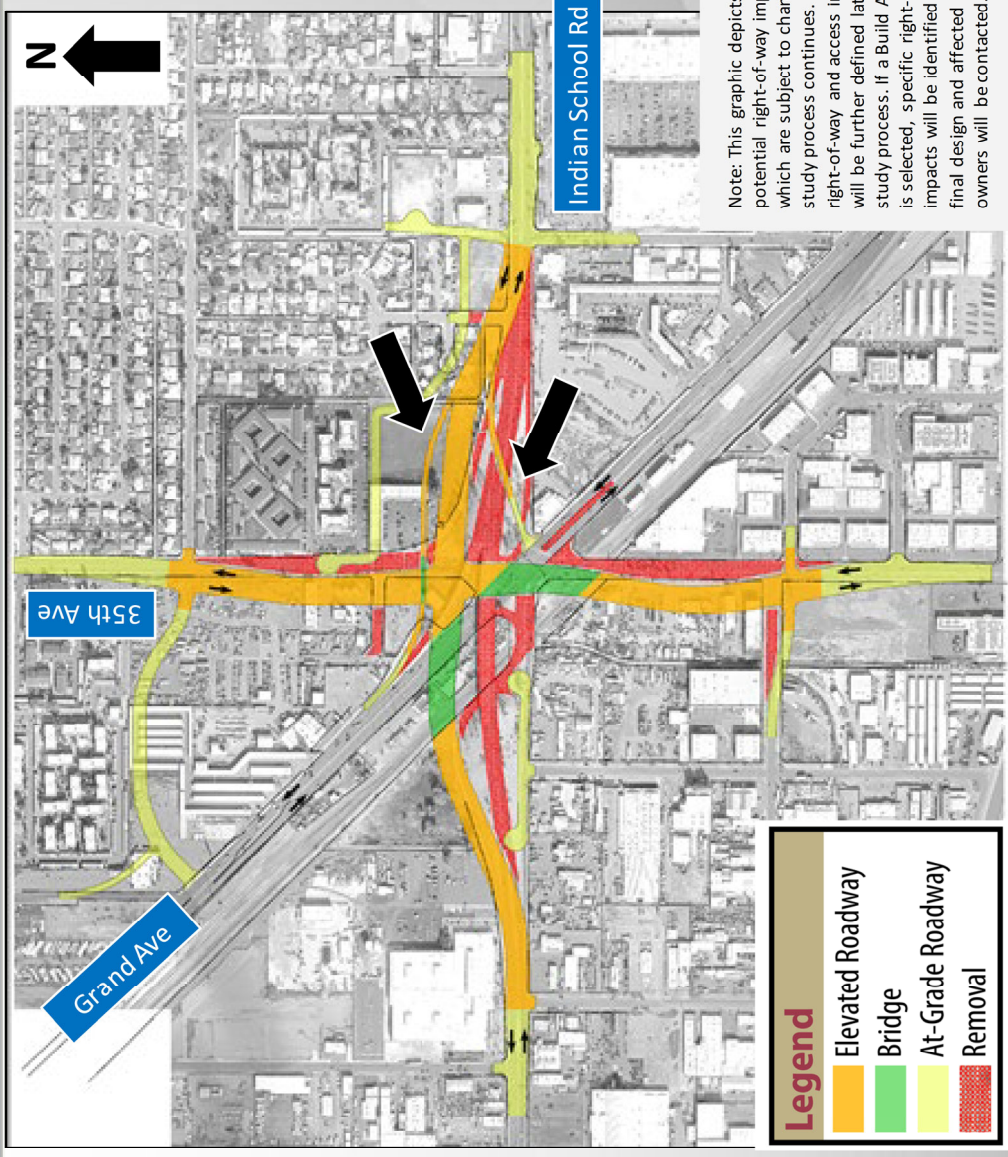 N
35th Ave
Grand Ave
Indian School Rd
Note: This graphic depicts
potential right-of-way imp
which are subject to chan
study process continues.
right-of-way and access in
will be further defined lat
study process. If a Build A
is selected, specific right-
impacts will be identified
final design and affected
owners will be contacted.
Legend
Elevated Roadway
Bridge
At-Grade Roadway
Removal